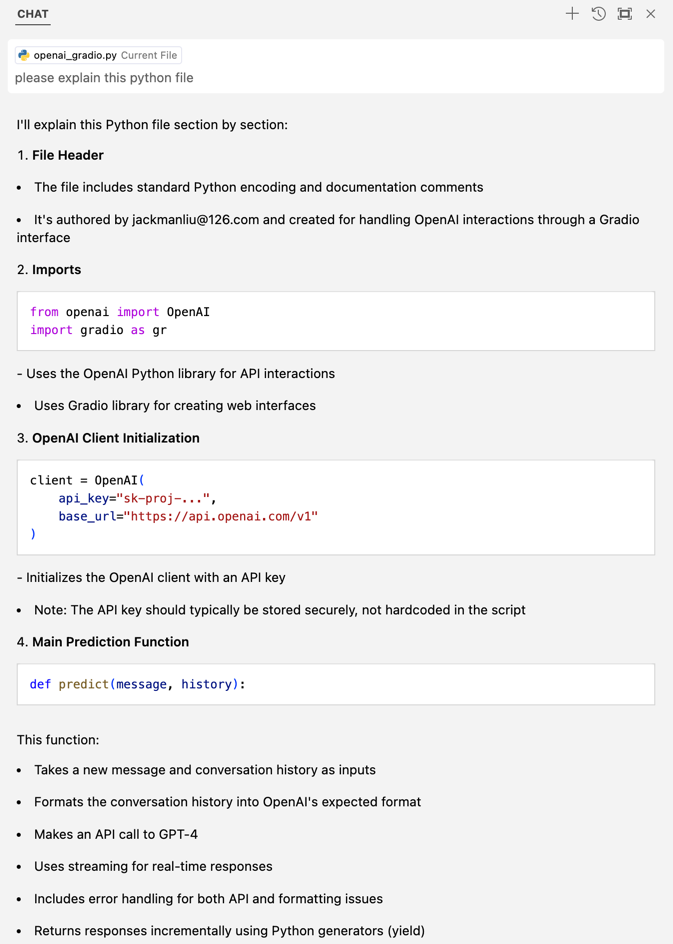 CHAT
openai_gradio.py Current File
please explain this python file
I'll explain this Python file section by section:
1. File Header
• The file includes standard Python encoding and documentation comments
• It's authored by jackmanliu@126.com and created for handling OpenAI interactions through a Gradio
interface
2. Imports
from openai import OpenAI
import gradio as gr
- Uses the OpenAI Python library for API interactions
• Uses Gradio library for creating web interfaces
3. OpenAI Client Initialization
client = OpenAI(
    api_key="sk-proj-...",
    base_url="https://api.openai.com/v1"
)
- Initializes the OpenAI client with an API key
• Note: The API key should typically be stored securely, not hardcoded in the script
4. Main Prediction Function
def predict(message, history):
This function:
• Takes a new message and conversation history as inputs
• Formats the conversation history into OpenAI's expected format
• Makes an API call to GPT-4
• Uses streaming for real-time responses
• Includes error handling for both API and formatting issues
• Returns responses incrementally using Python generators (yield)